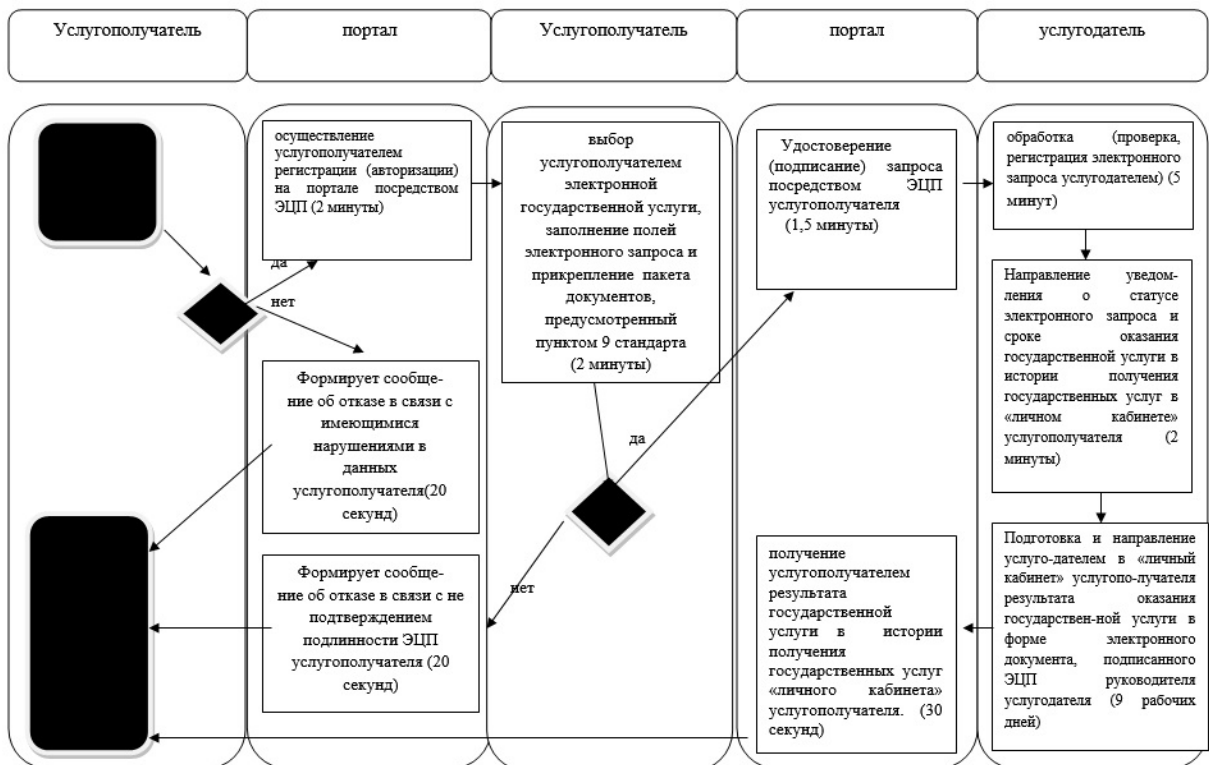 Услугополучатель
портал
Услугополучатель
портал
услугодатель
осуществление
услугополучателем
регистрации (авторизации)
на портале посредством
ЭЦП (2 минуты)
да
нет
Формирует сообще-
ние об отказе в связи с
имеющимися
нарушениями в
данных
услугополучателя(20
секунд)
Формирует сообще-
ние об отказе в связи с не
подтверждением
подлинности ЭЦП
услугополучателя (20
секунд)
выбор
услугополучателем
электронной
государственной услуги,
заполнение полей
электронного запроса и
прикрепление пакета
документов,
предусмотренный
пунктом 9 стандарта
(2 минуты)
да
нет
Удостоверение
(подписание) запроса
посредством ЭЦП
услугополучателя
(1,5 минуты)
получение
услугополучателем
результата
государственной
услуги в истории
получения
государственных услуг
«личного кабинета»
услугополучателя. (30
секунд)
обработка (проверка,
регистрация электронного
запроса услугодателем) (5
минут)
Направление уведом-
ления о статусе
электронного запроса и
сроке оказания
государственной услуги в
истории получения
государственных услуг в
«личном кабинете»
услугополучателя (2
минуты)
Подготовка и направление
услуго-дателем в «личный
кабинет» услугопо-лучателя
результата оказания
государствен-ной услуги в
форме электронного
документа, подписанного
ЭЦП руководителя
услугодателя (9 рабочих
дней)